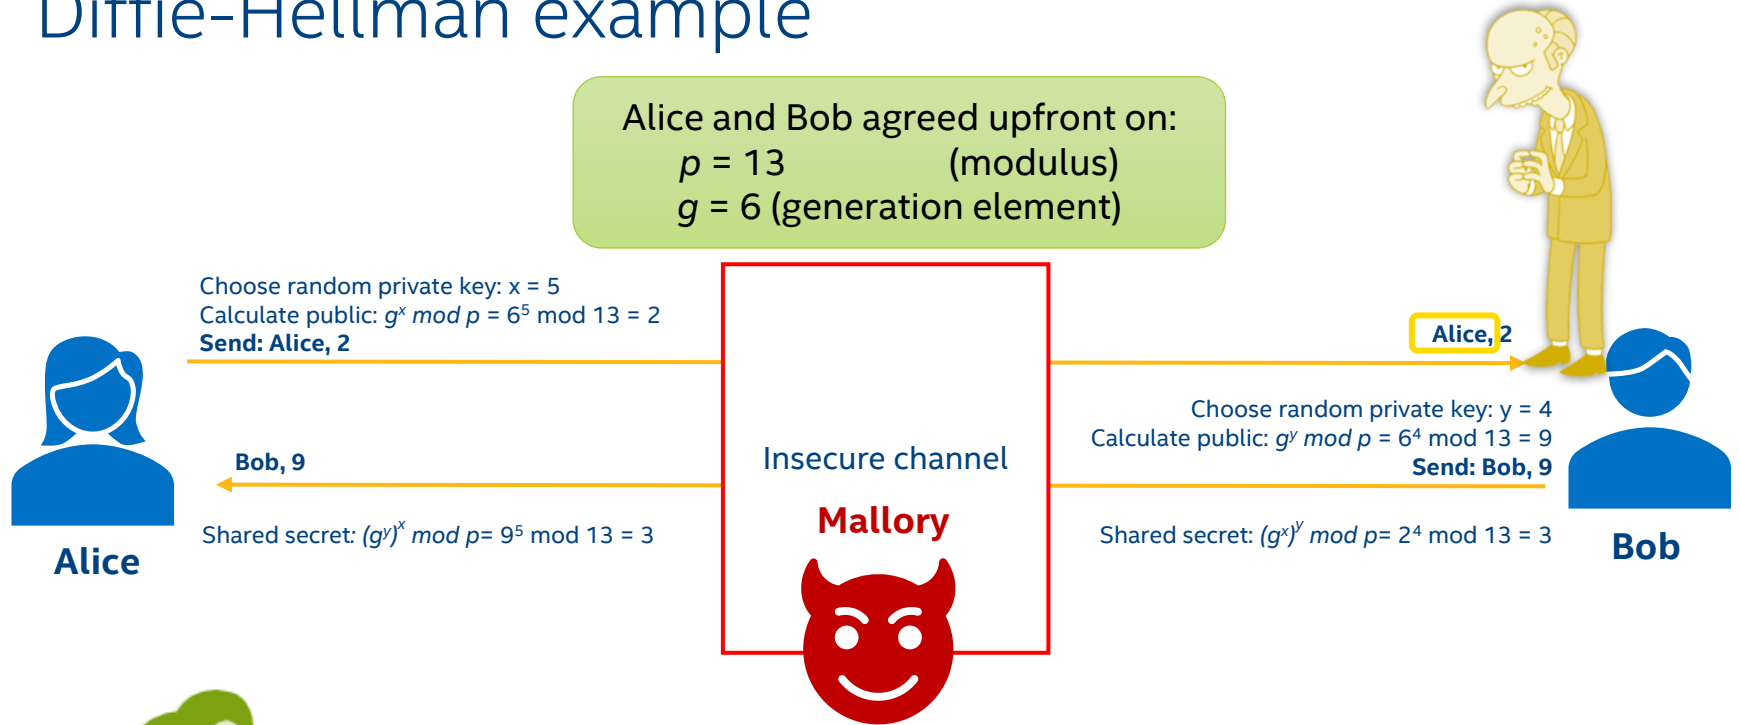 Diffie-Hellman example
Alice and Bob agreed upfront on:
p = 13 (modulus)
g = 6 (generation element)
Choose random private key: x = 5
Calculate public: gˣ mod p = 6⁵ mod 13 = 2
Send: Alice, 2
Alice, 2
Choose random private key: y = 4
Calculate public: gʸ mod p = 6⁴ mod 13 = 9
Send: Bob, 9
Bob, 9
Insecure channel
Mallory
Shared secret: (gʸ)ˣ mod p= 9⁵ mod 13 = 3
Shared secret: (gˣ)ʸ mod p= 2⁴ mod 13 = 3
Alice
Bob